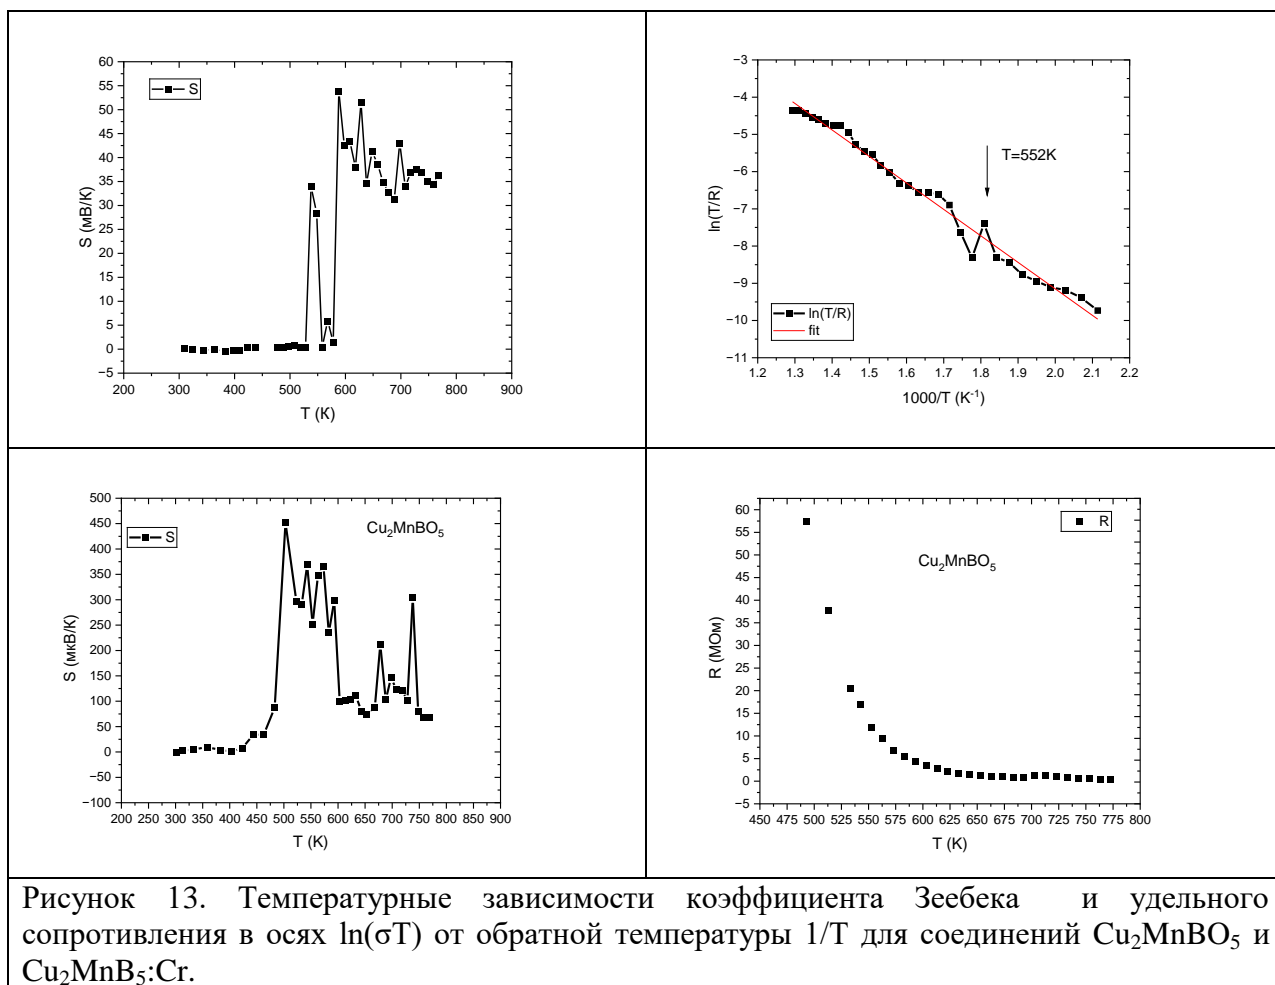 60
55
50
45
40
35
30
25
20
15
10
5
0
−5
S (мВ/К)
S
200 300 400 500 600 700 800 900
T (К)
−3
−4
−5
−6
−7
−8
−9
−10
−11
ln(T/R)
T=552K
ln(T/R)
fit
1.2 1.3 1.4 1.5 1.6 1.7 1.8 1.9 2.0 2.1 2.2
1000/T (K⁻¹)
500
450
400
350
300
250
200
150
100
50
0
−50
−100
S (мкВ/К)
S
Cu₂MnBO₅
200 250 300 350 400 450 500 550 600 650 700 750 800 850 900
T (K)
60
55
50
45
40
35
30
25
20
15
10
5
0
−5
R (МОм)
R
Cu₂MnBO₅
450 475 500 525 550 575 600 625 650 675 700 725 750 775 800
T (K)
Рисунок 13. Температурные зависимости коэффициента Зеебека и удельного
сопротивления в осях ln(σT) от обратной температуры 1/T для соединений Cu₂MnBO₅ и
Cu₂MnB₅:Cr.